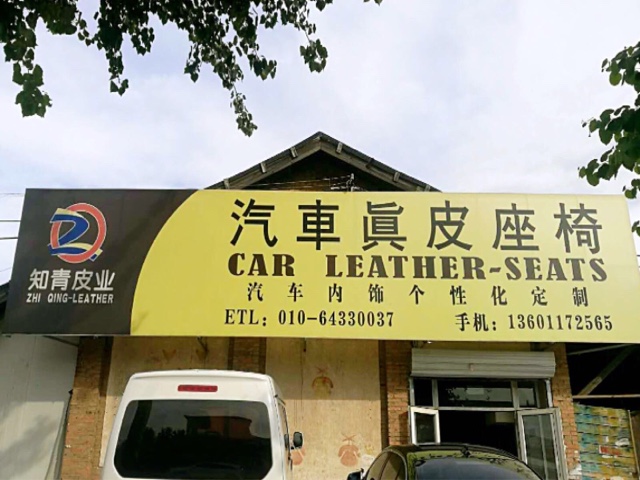 知青皮业
ZHI QING-LEATHER
汽車眞皮座椅
CAR LEATHER-SEATS
汽车内饰个性化定制
ETL: 010-64330037 手机: 13601172565